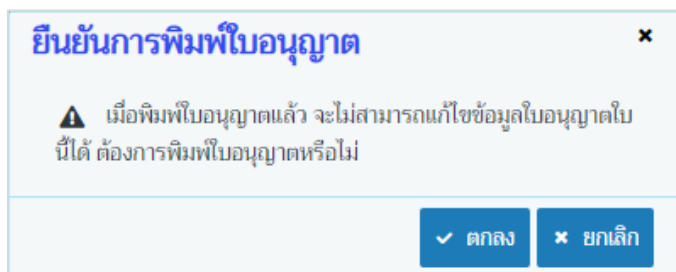 ยืนยันการพิมพ์ใบอนุญาต
เมื่อพิมพ์ใบอนุญาตแล้ว จะไม่สามารถแก้ไขข้อมูลใบอนุญาตใบ
นี้ได้ ต้องการพิมพ์ใบอนุญาตหรือไม่
ตกลง ยกเลิก